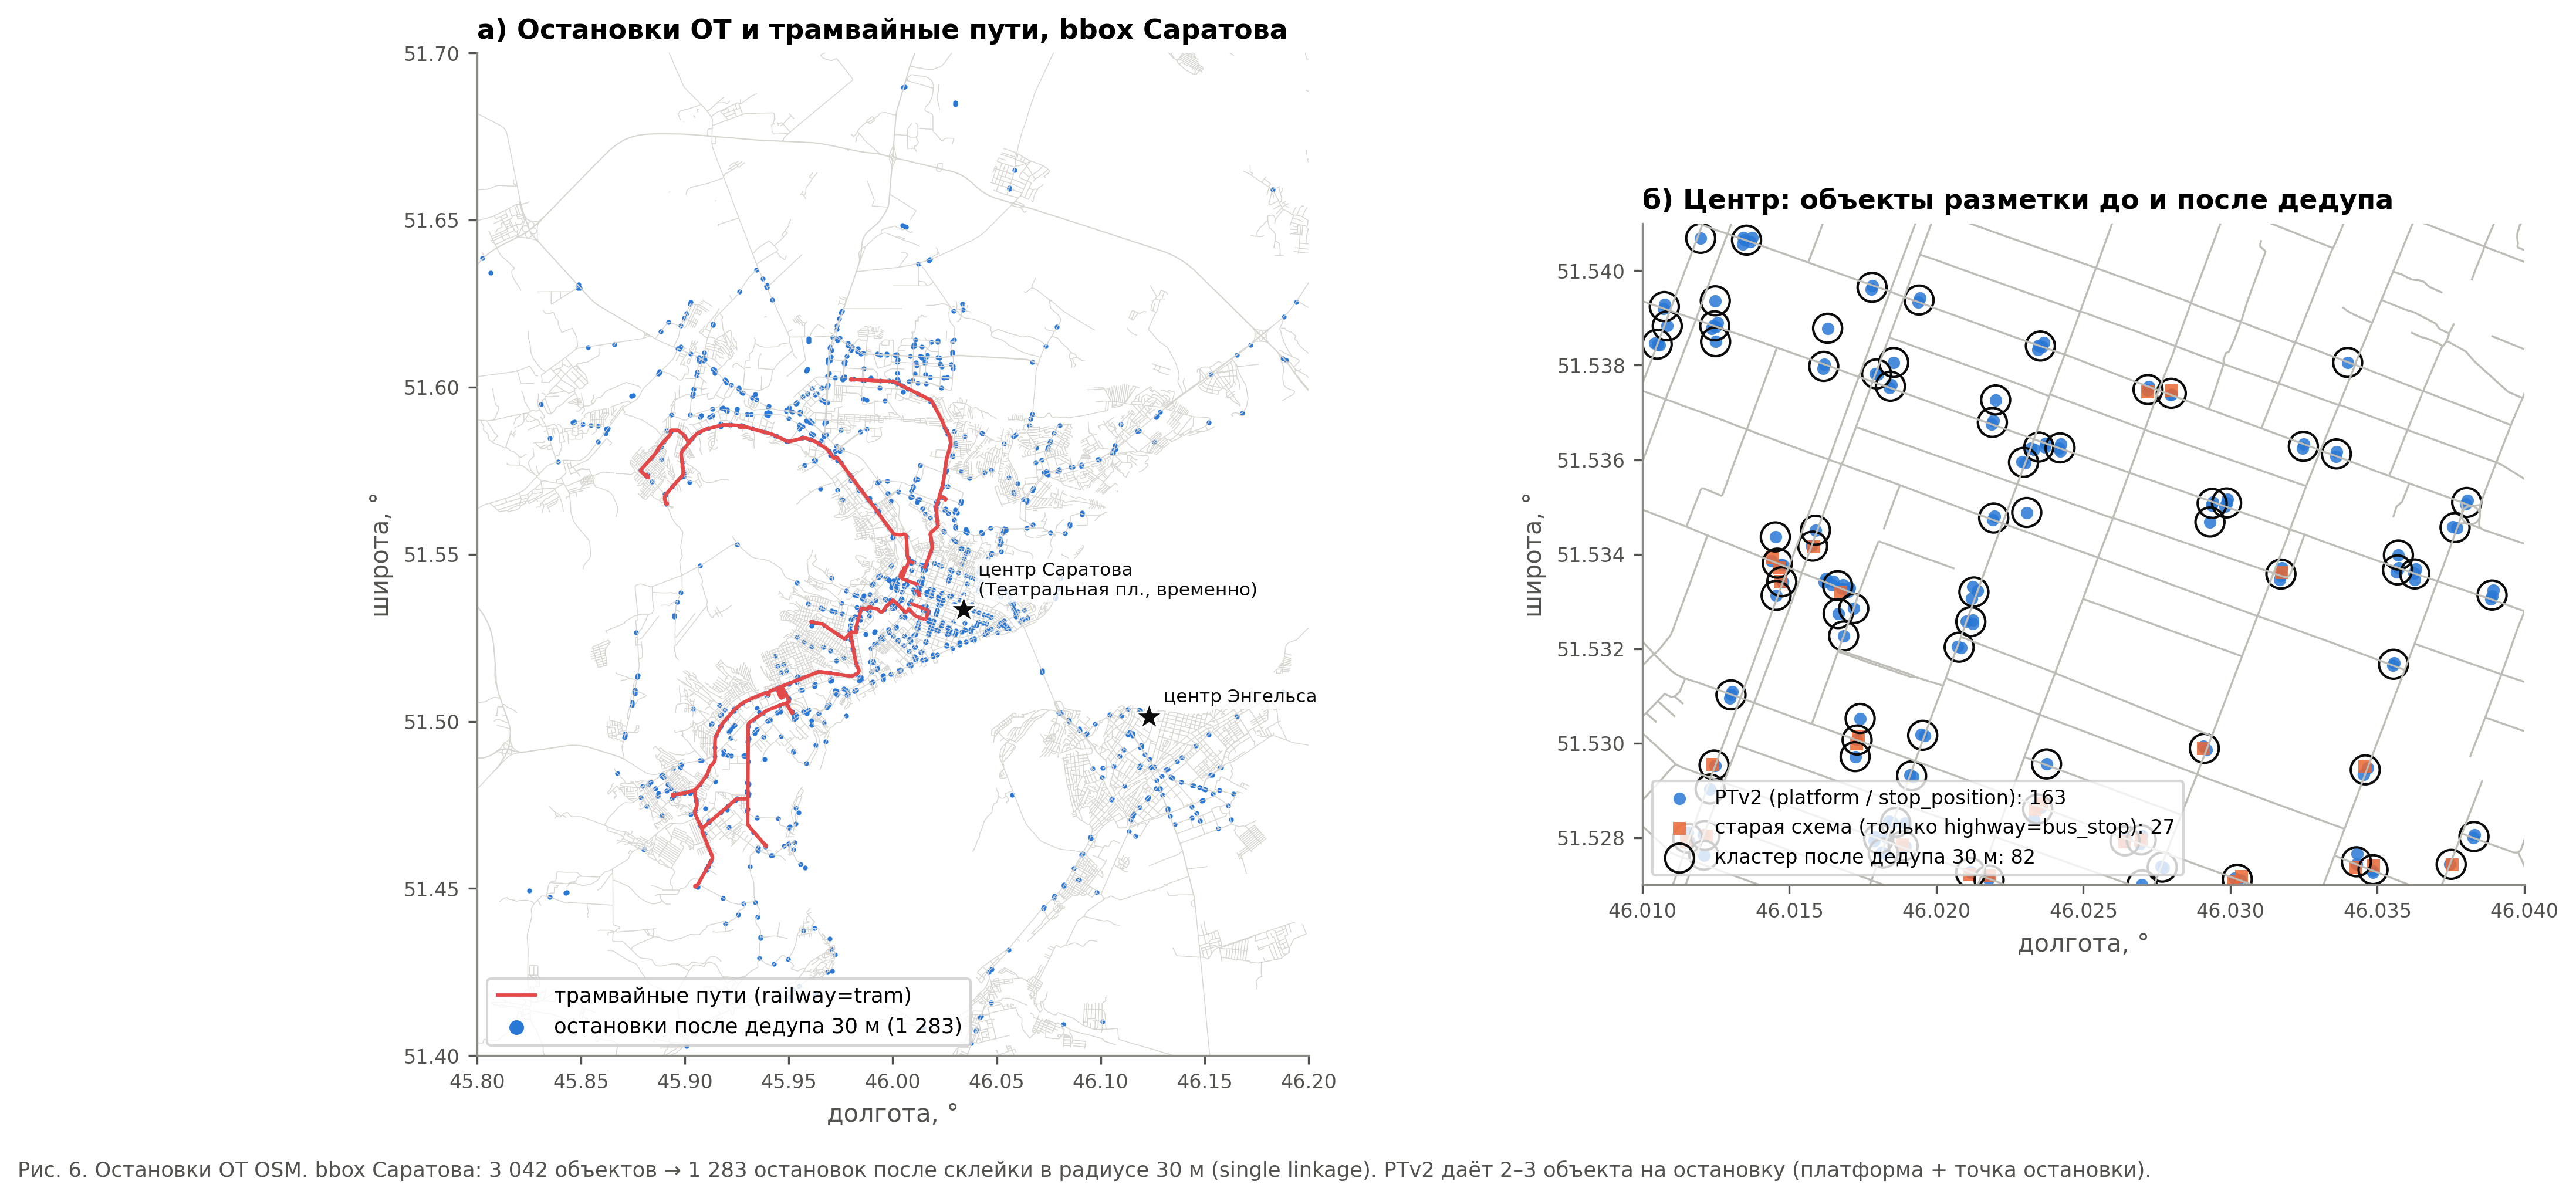 а) Остановки ОТ и трамвайные пути, bbox Саратова
51.70
51.65
51.60
51.55
51.50
51.45
51.40
широта, °
центр Саратова
(Театральная пл., временно)
центр Энгельса
трамвайные пути (railway=tram)
остановки после дедупа 30 м (1 283)
45.80 45.85 45.90 45.95 46.00 46.05 46.10 46.15 46.20
долгота, °
б) Центр: объекты разметки до и после дедупа
51.540
51.538
51.536
51.534
51.532
51.530
51.528
широта, °
PTv2 (platform / stop_position): 163
старая схема (только highway=bus_stop): 27
кластер после дедупа 30 м: 82
46.010 46.015 46.020 46.025 46.030 46.035 46.040
долгота, °
Рис. 6. Остановки ОТ OSM. bbox Саратова: 3 042 объектов → 1 283 остановок после склейки в радиусе 30 м (single linkage). PTv2 даёт 2–3 объекта на остановку (платформа + точка остановки).